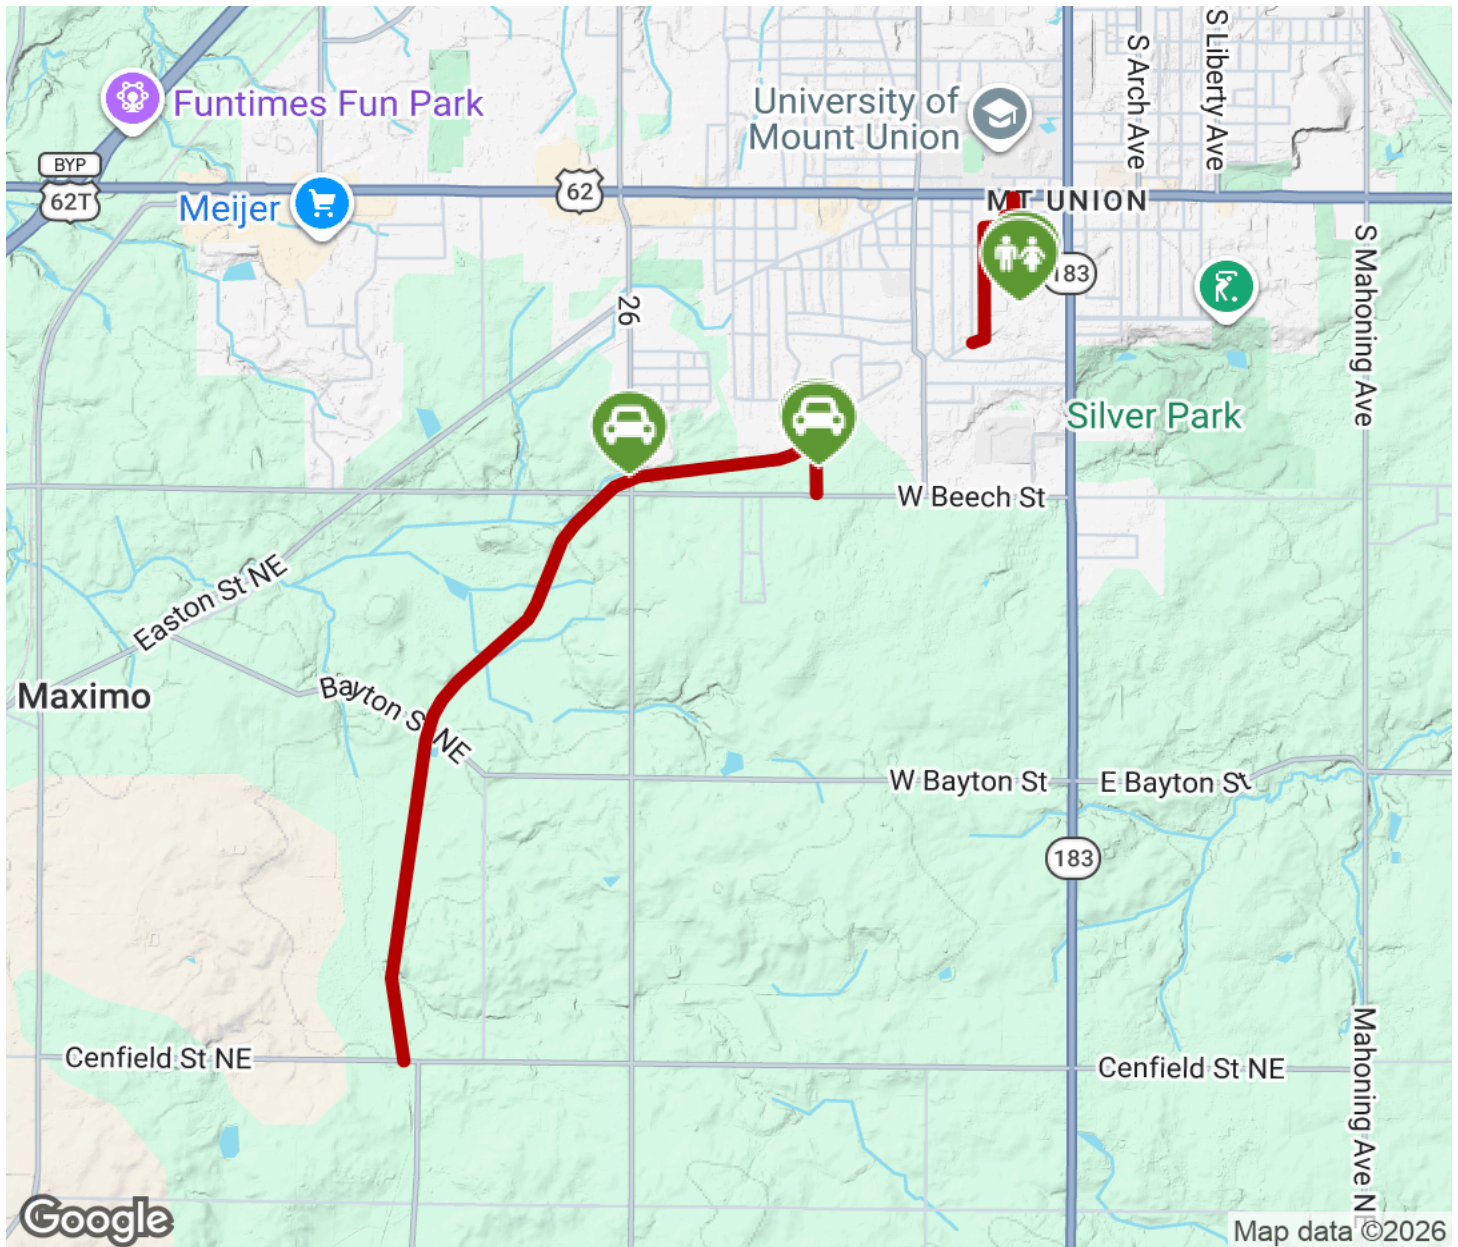 S Liberty Ave
S Arch Ave
Funtimes Fun Park
University of
Mount Union
BYP
62T
62
Meijer
MT UNION
183
S Mahoning Ave
26
Silver Park
W Beech St
Easton St NE
Maximo
Bayton St NE
W Bayton St
E Bayton St
183
Cenfield St NE
Cenfield St NE
Mahoning Ave NE
Google
Map data ©2026